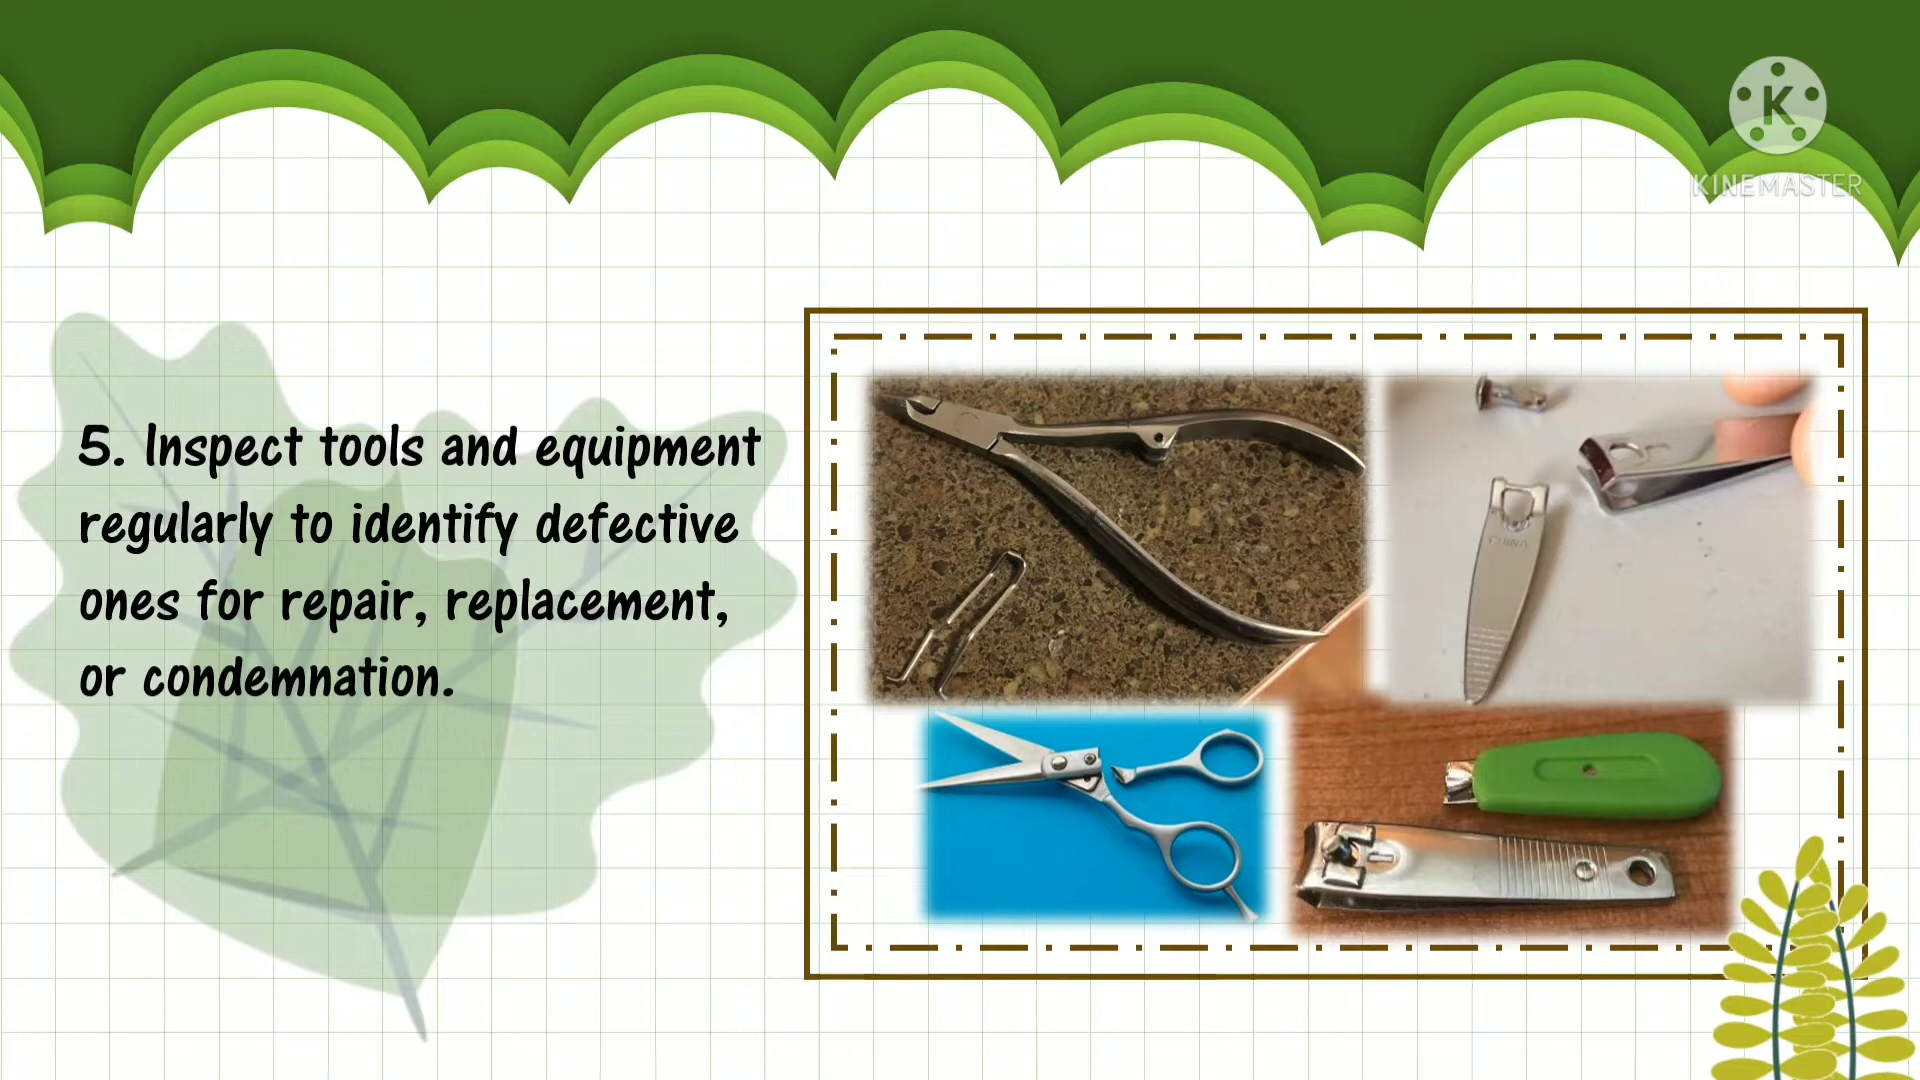 K
KINEMASTER
5. Inspect tools and equipment
regularly to identify defective
ones for repair, replacement,
or condemnation.